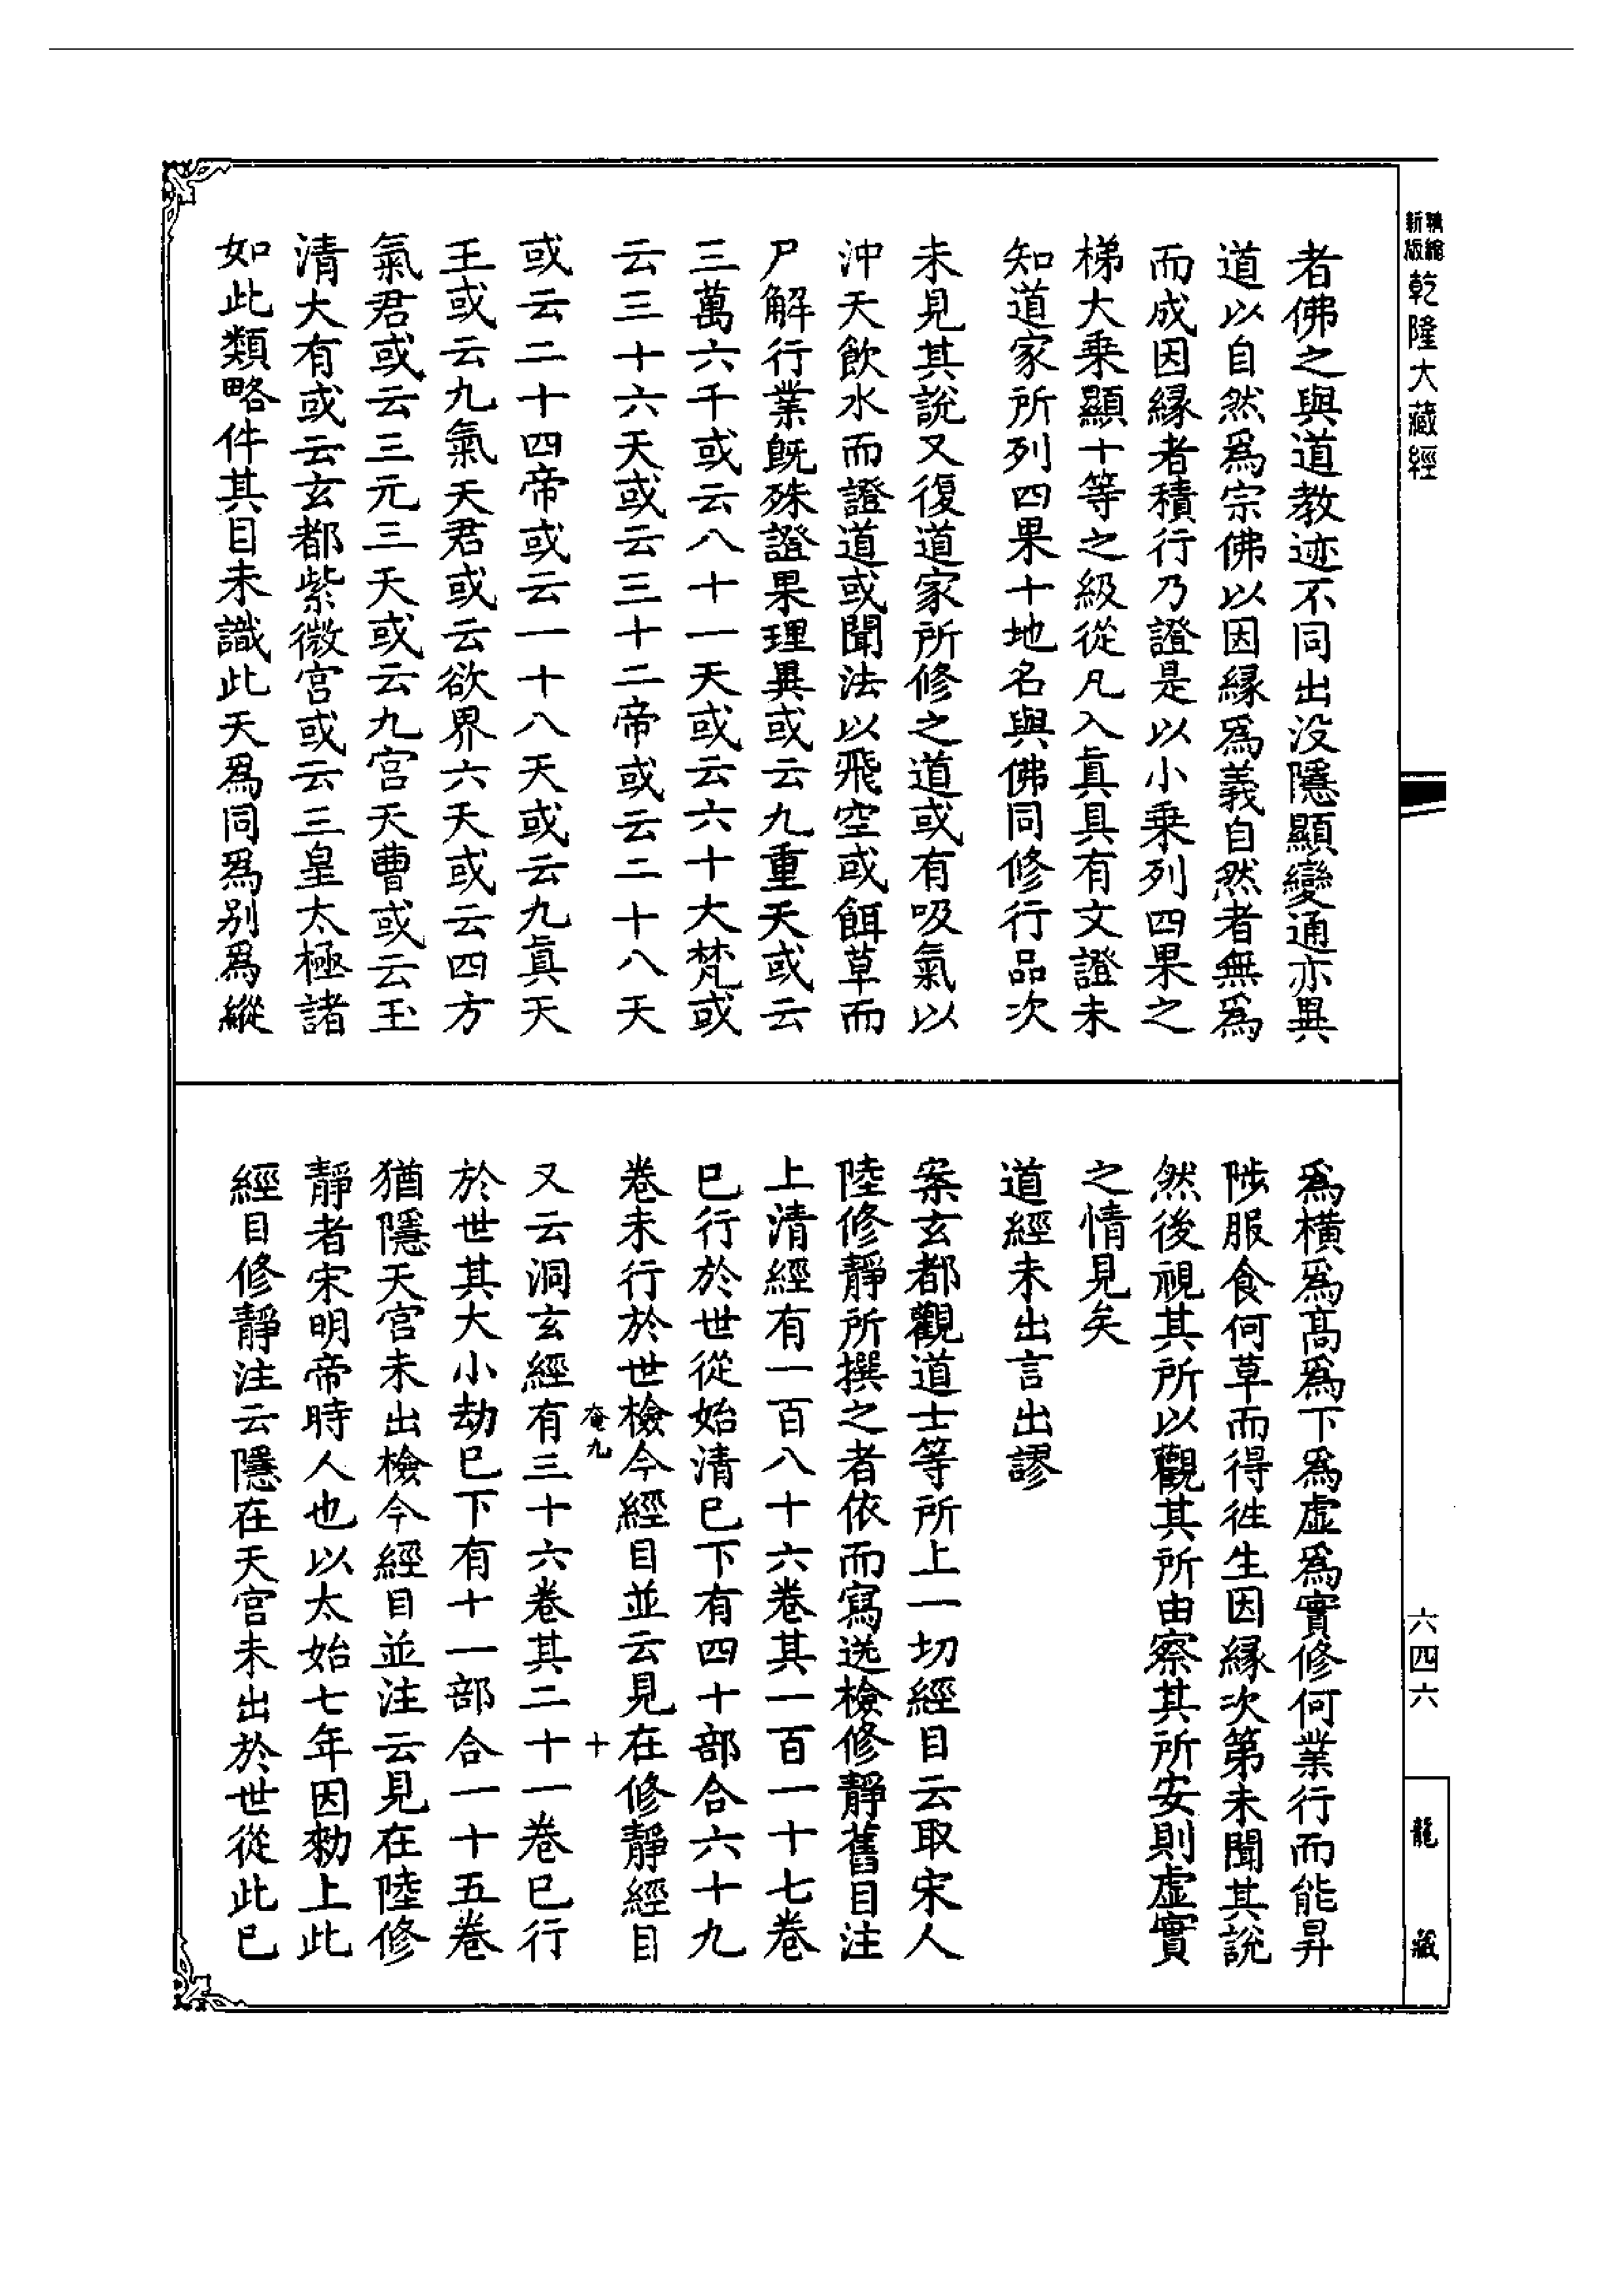 精縮新版乾隆大藏經
者佛之與道教迹不同出没隱顯變通亦異
道以自然爲宗佛以因緣爲義自然者無爲
而成因緣者積行乃證是以小乘列四果之
梯大乘顯十等之級從凡入眞具有文證未
知道家所列四果十地名與佛同修行品次
未見其說又復道家所修之道或有吸氣以
沖天飲水而證道或聞法以飛空或餌草而
尸解行業旣殊證果理異或云九重天或云
三萬六千或云八十一天或云六十大梵或
云三十六天或云三十二帝或云二十八天
或云二十四帝或云一十八天或云九眞天
王或云九氣天君或云欲界六天或云四方
氣君或云三元三天或云九宫天曹或云玉
清大有或云玄都紫微宫或云三皇太極諸
如此類略件其目未識此天爲同爲别爲縱
爲橫爲高爲下爲虛爲實修何業行而能昇
陟服食何草而得徃生因緣次第未聞其說
然後視其所以觀其所由察其所安則虛實
之情見矣
道經未出言出謬
案玄都觀道士等所上一切經目云取宋人
陸修靜所撰之者依而寫送檢修靜舊目注
上清經有一百八十六卷其一百一十七卷
已行於世從始清已下有四十部合六十九
卷未行於世檢今經目並云見在修靜經目
奄九
十
又云洞玄經有三十六卷其二十一卷已行
於世其大小劫已下有十一部合一十五卷
猶隱天宫未出檢今經目並注云見在陸修
靜者宋明帝時人也以太始七年因勑上此
經目修靜注云隱在天宫未出於世從此已
六四六
龍藏